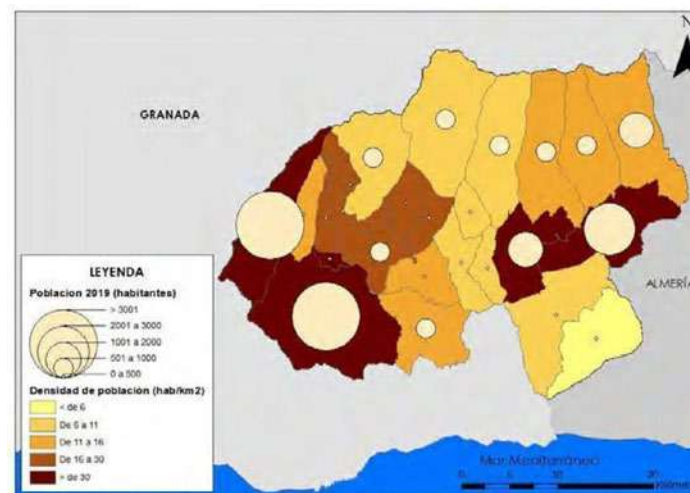 N
GRANADA
ALMERÍA
LEYENDA
Poblacion 2019 (habitantes)
> 3001
2001 a 3000
1001 a 2000
501 a 1000
0 a 500
Densidad de población (hab/km2)
< de 6
De 6 a 11
De 11 a 16
De 16 a 30
> de 30
Mar Mediterráneo
0